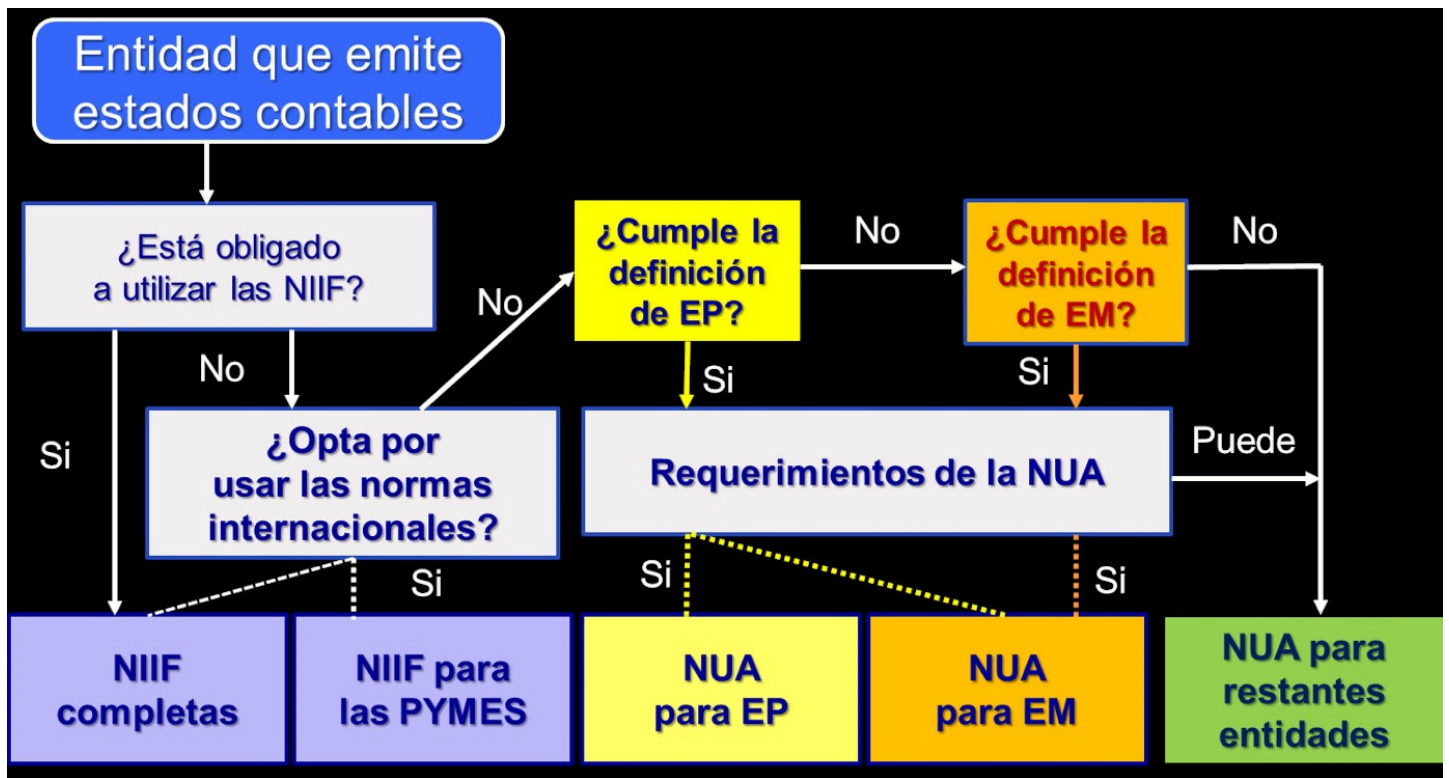 Entidad que emite
estados contables
¿Está obligado
a utilizar las NIIF?
¿Cumple la
definición
de EP?
No
¿Cumple la
definición
de EM?
No
No
No
Si
Si
Si
¿Opta por
usar las normas
internacionales?
Requerimientos de la NUA
Puede
Si
Si
Si
NIIF
completas
NIIF para
las PYMES
NUA
para EP
NUA
para EM
NUA para
restantes
entidades